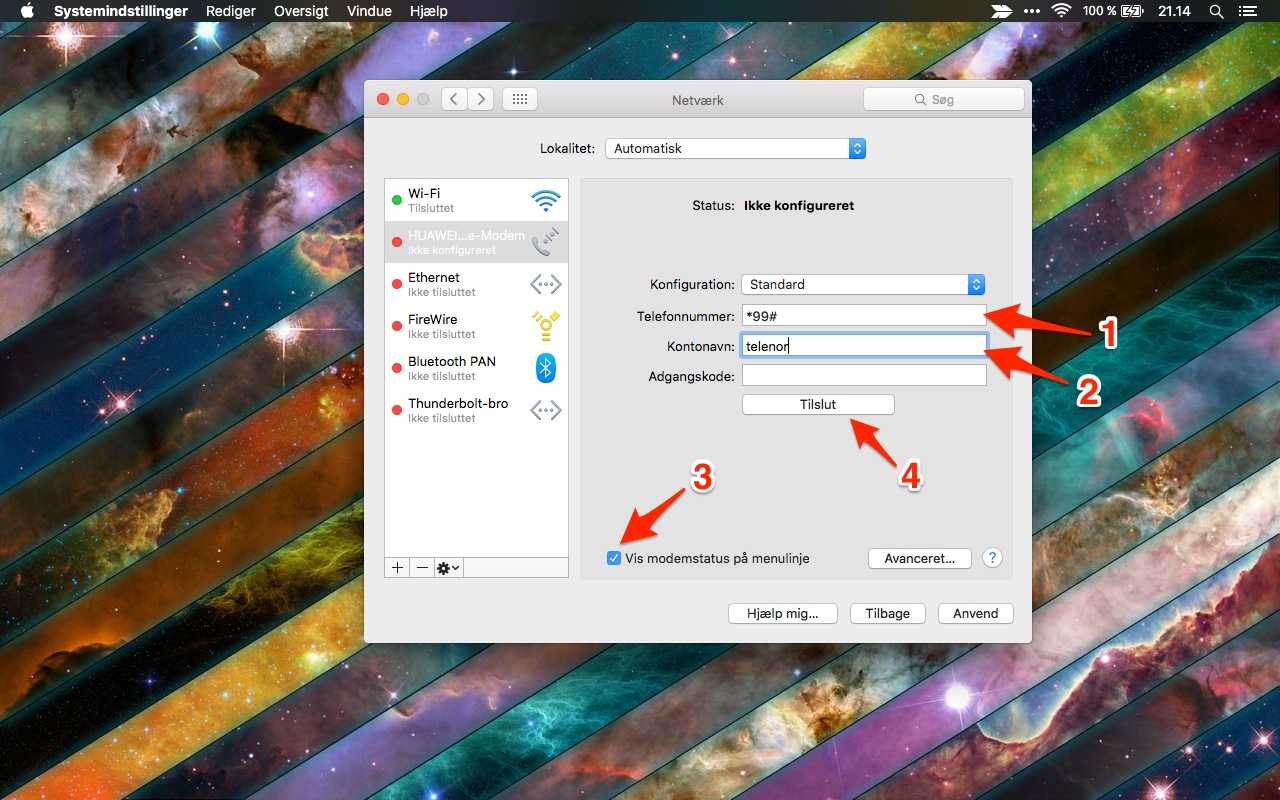 Systemindstillinger Rediger Oversigt Vindue Hjælp 100 % 21.14
Netværk
Søg
Lokalitet: Automatisk
Wi-Fi
Tilsluttet
HUAWEI...e-Modem
Ikke konfigureret
Ethernet
Ikke tilsluttet
FireWire
Ikke tilsluttet
Bluetooth PAN
Ikke tilsluttet
Thunderbolt-bro
Ikke tilsluttet
Status: Ikke konfigureret
Konfiguration: Standard
Telefonnummer: *99#
1
Kontonavn: telenor
2
Adgangskode:
Tilslut
4
3
Vis modemstatus på menulinje
Avanceret...
?
Hjælp mig... Tilbage Anvend